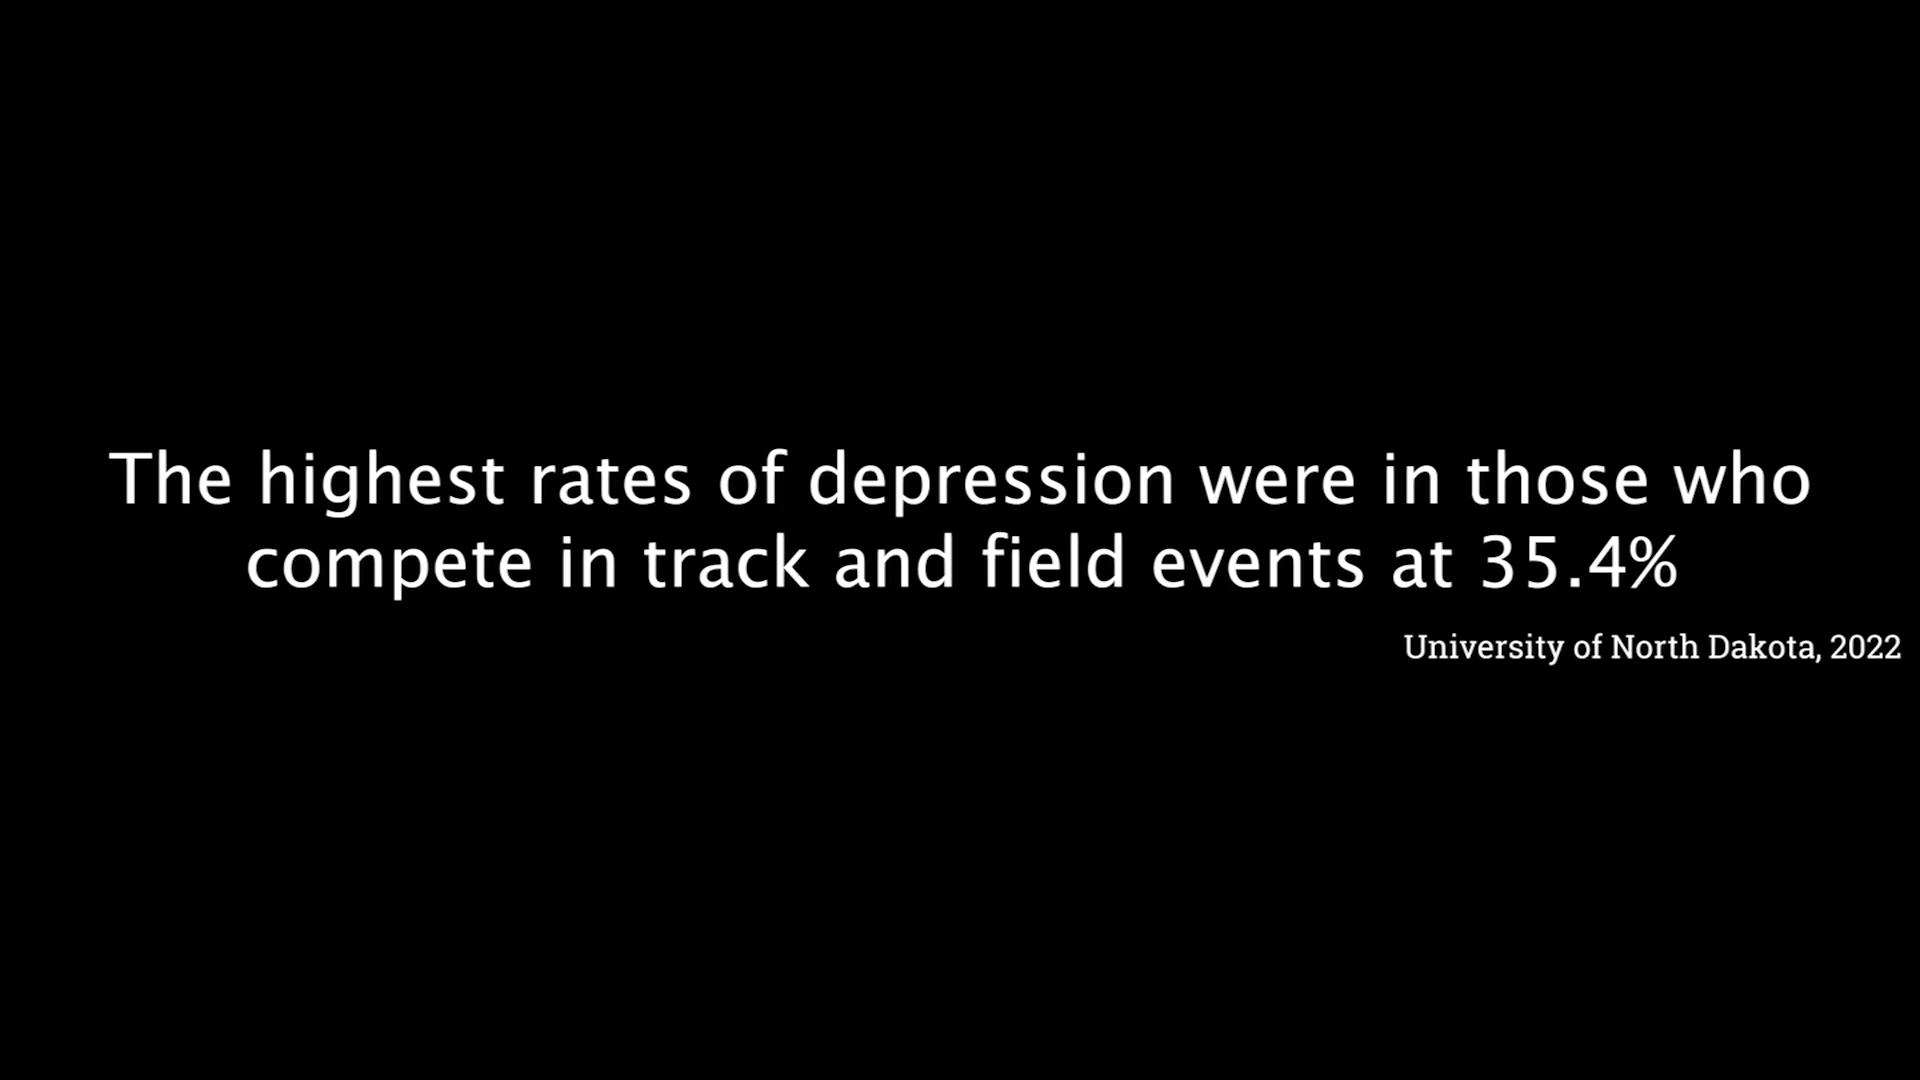 The highest rates of depression were in those who
compete in track and field events at 35.4%
University of North Dakota, 2022